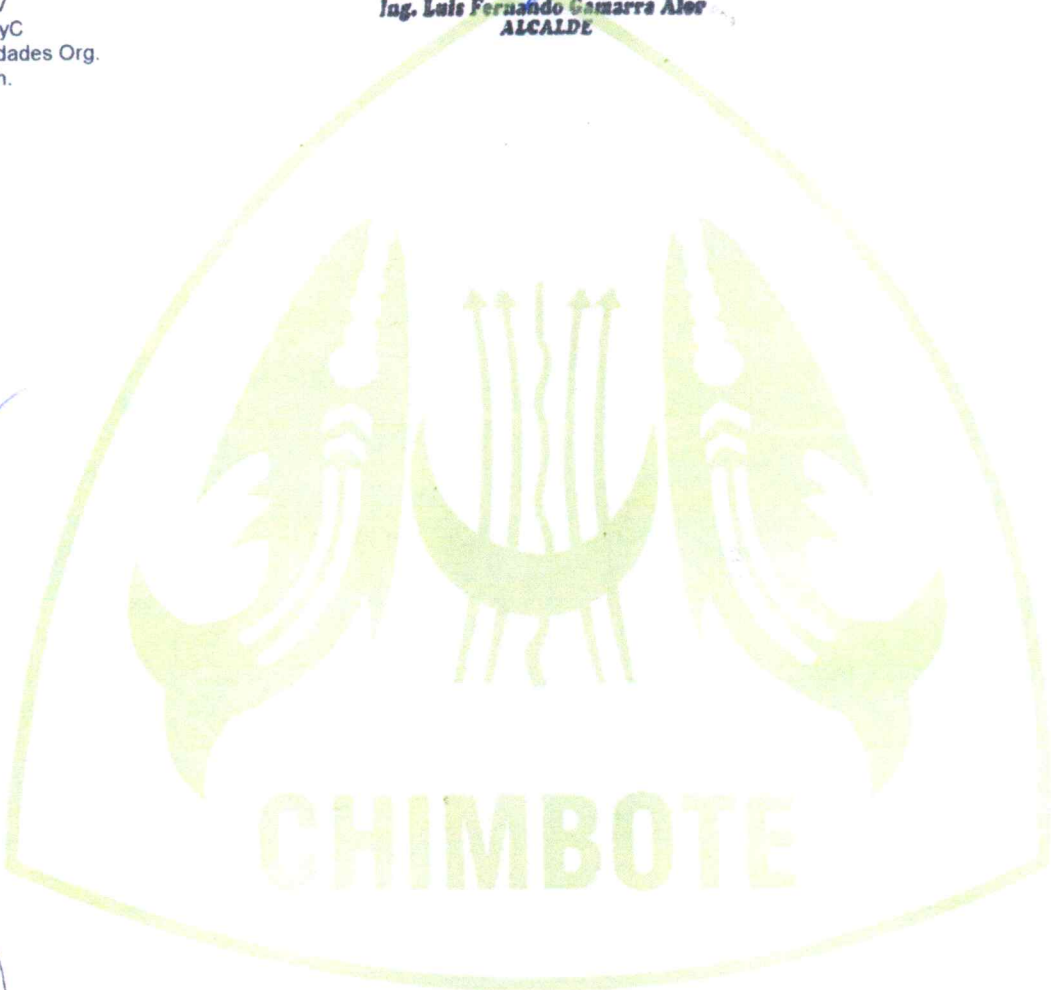 yC
dades Org.
n.
Ing. Luis Fernando Gamarra Alor
ALCALDE
CHIMBOTE